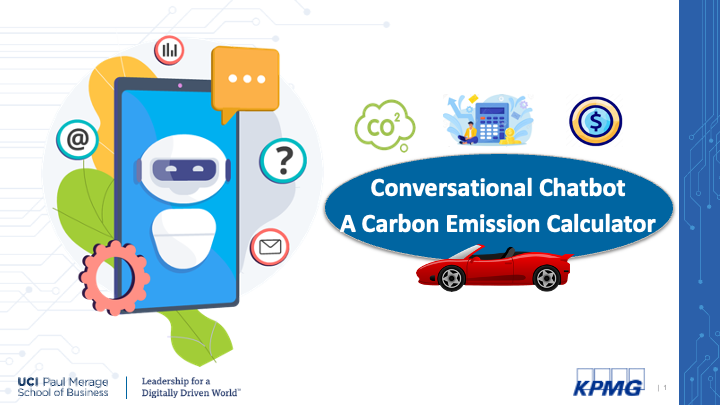 @
?
CO²
$
Conversational Chatbot
A Carbon Emission Calculator
UCI Paul Merage
School of Business
Leadership for a
Digitally Driven World™
KPMG
| 1